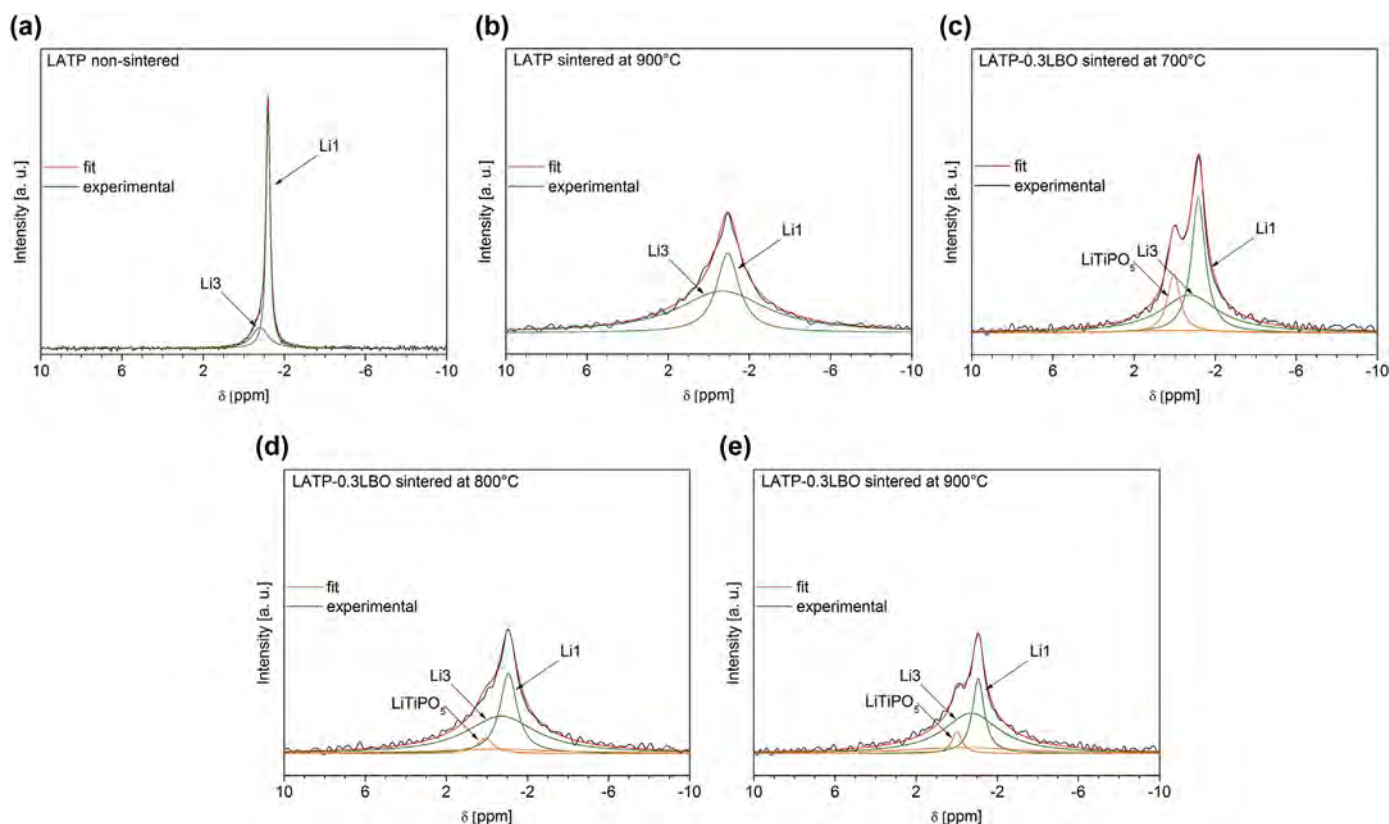 (a)
LATP non-sintered
Li1
fit
experimental
Li3
Intensity [a. u.]
10 6 2 -2 -6 -10
δ [ppm]
(b)
LATP sintered at 900°C
fit
experimental
Li1
Li3
Intensity [a. u.]
10 6 2 -2 -6 -10
δ [ppm]
(c)
LATP-0.3LBO sintered at 700°C
fit
experimental
Li3
LiTiPO5
Li1
Intensity [a. u.]
10 6 2 -2 -6 -10
δ [ppm]
(d)
LATP-0.3LBO sintered at 800°C
fit
experimental
Li1
Li3
LiTiPO5
Intensity [a. u.]
10 6 2 -2 -6 -10
δ [ppm]
(e)
LATP-0.3LBO sintered at 900°C
fit
experimental
Li1
Li3
LiTiPO5
Intensity [a. u.]
10 6 2 -2 -6 -10
δ [ppm]